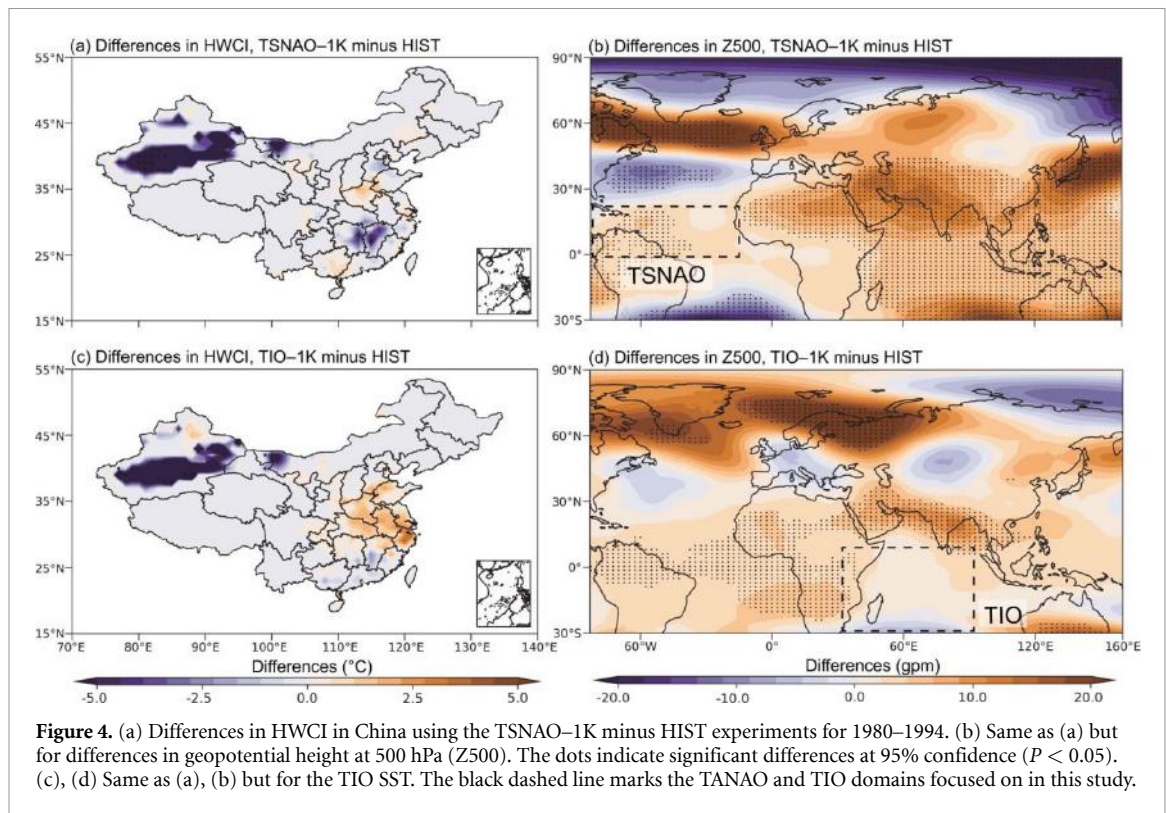 (a) Differences in HWCI, TSNAO–1K minus HIST
55°N
45°N
35°N
25°N
15°N
(b) Differences in Z500, TSNAO–1K minus HIST
90°N
60°N
30°N
0°
30°S
TSNAO
(c) Differences in HWCI, TIO–1K minus HIST
55°N
45°N
35°N
25°N
15°N
70°E 80°E 90°E 100°E 110°E 120°E 130°E 140°E
Differences (°C)
-5.0 -2.5 0.0 2.5 5.0
(d) Differences in Z500, TIO–1K minus HIST
90°N
60°N
30°N
0°
30°S
TIO
60°W 0° 60°E 120°E 160°E
Differences (gpm)
-20.0 -10.0 0.0 10.0 20.0
Figure 4. (a) Differences in HWCI in China using the TSNAO–1K minus HIST experiments for 1980–1994. (b) Same as (a) but
for differences in geopotential height at 500 hPa (Z500). The dots indicate significant differences at 95% confidence (P < 0.05).
(c), (d) Same as (a), (b) but for the TIO SST. The black dashed line marks the TANAO and TIO domains focused on in this study.